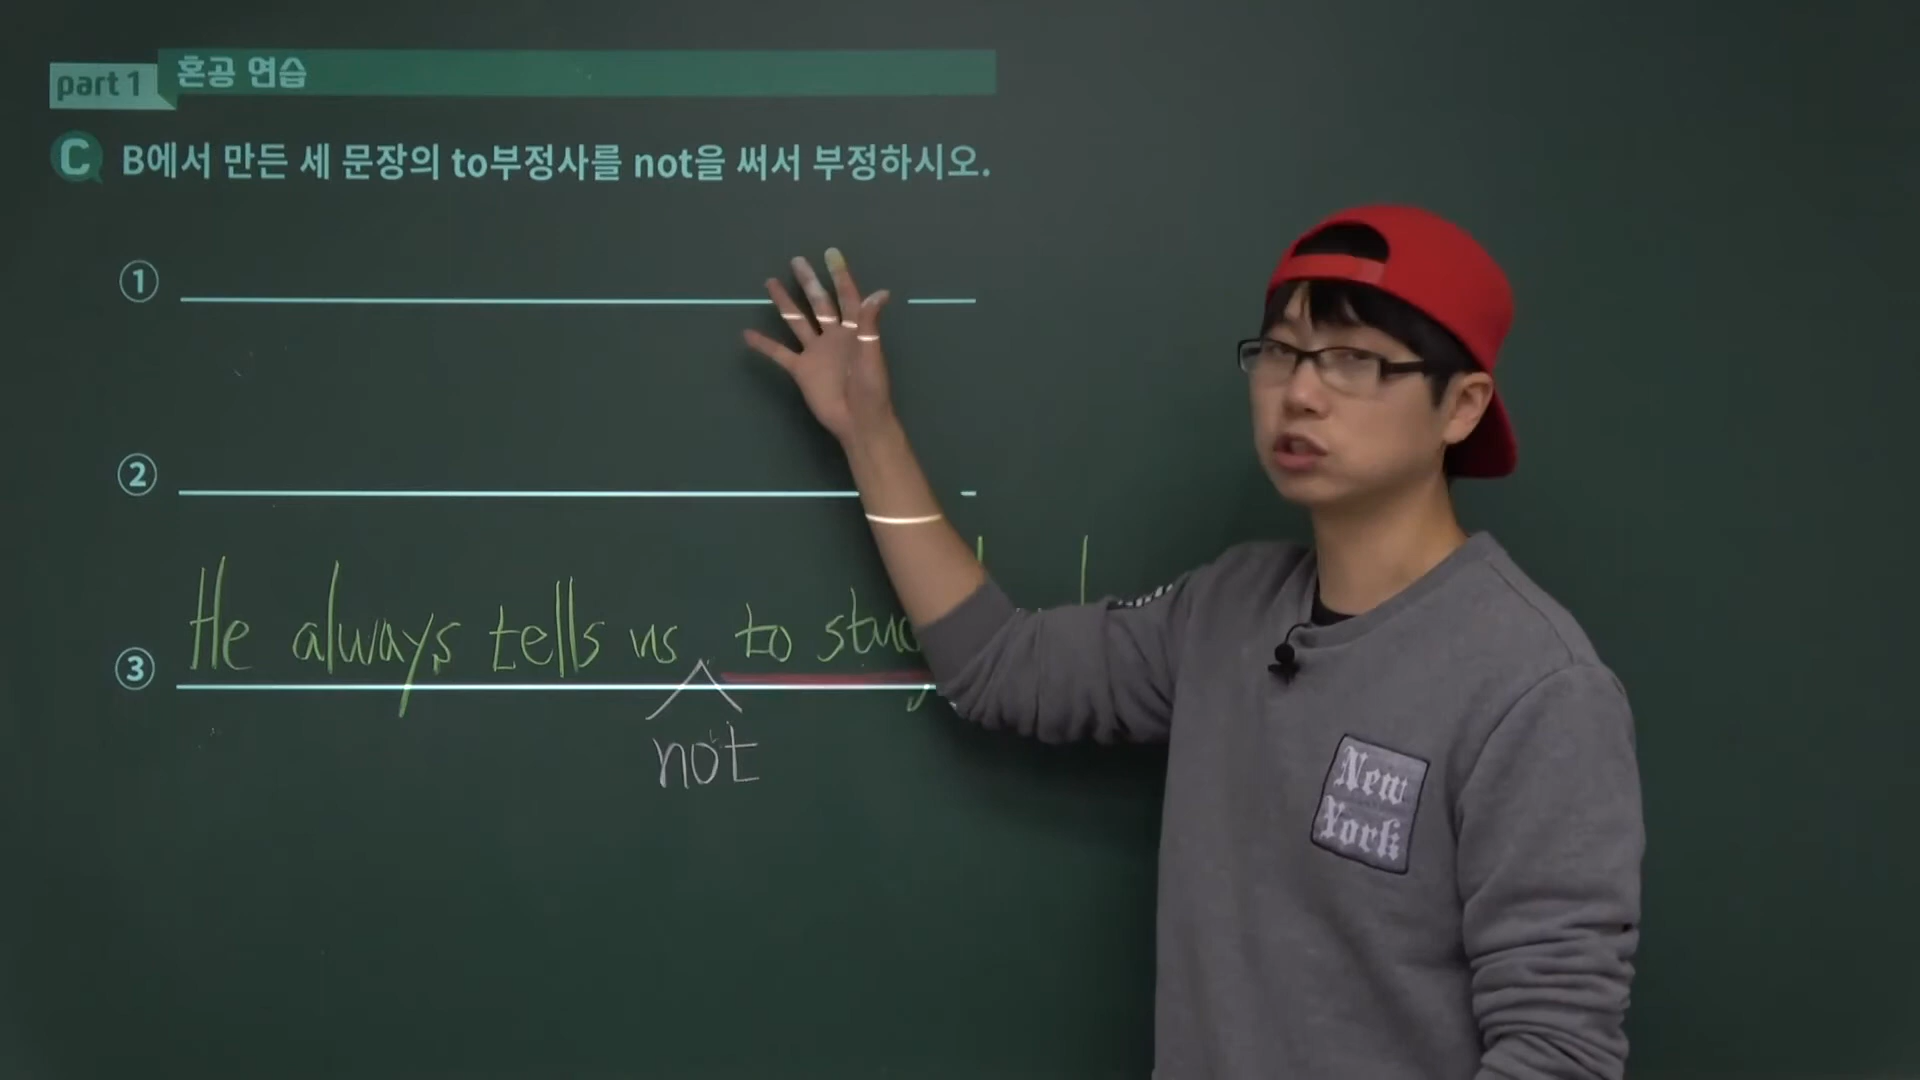 part 1 혼공 연습
C B에서 만든 세 문장의 to부정사를 not을 써서 부정하시오.
①
②
③ He always tells us to
not
New
York